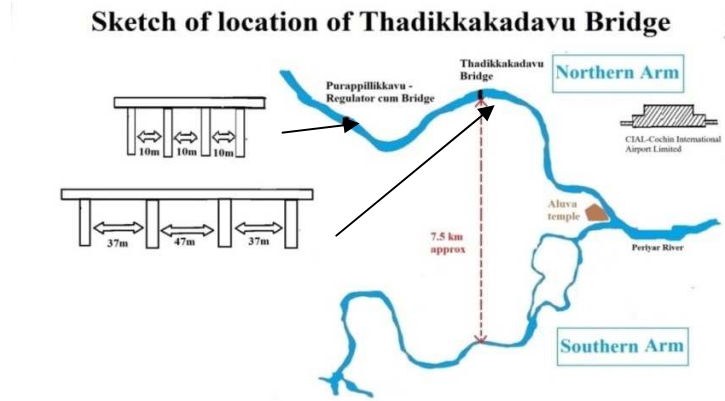 Sketch of location of Thadikkakadavu Bridge
Thadikkakadavu
Bridge
Northern Arm
Purappillikkavu -
Regulator cum Bridge
CIAL-Cochin International
Airport Limited
10m
10m
10m
Aluva
temple
37m
47m
37m
7.5 km
approx
Periyar River
Southern Arm